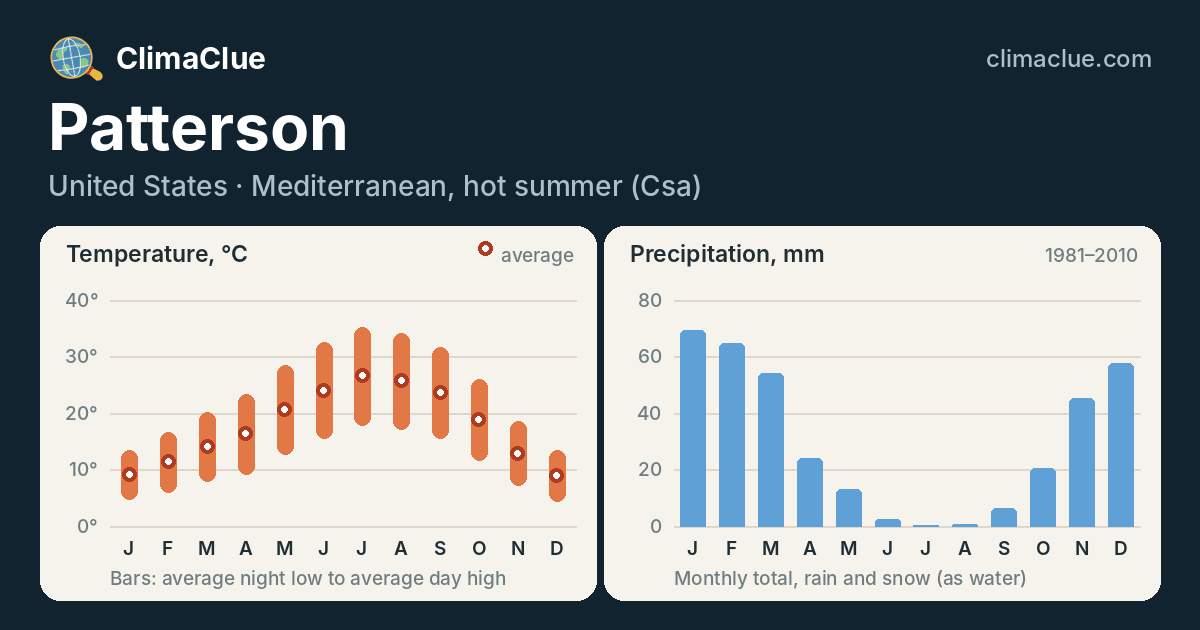 ClimaClue
climaclue.com
Patterson
United States · Mediterranean, hot summer (Csa)
Temperature, °C
average
40°
30°
20°
10°
0°
J F M A M J J A S O N D
Bars: average night low to average day high
Precipitation, mm
1981–2010
80
60
40
20
0
J F M A M J J A S O N D
Monthly total, rain and snow (as water)